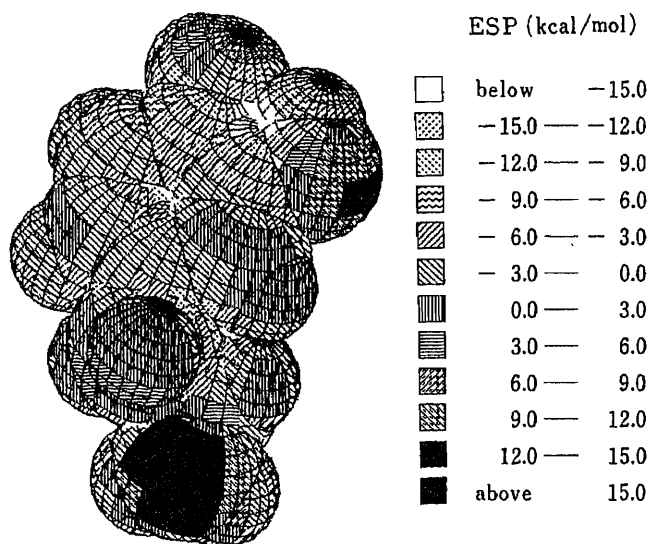 ESP (kcal/mol)
below −15.0
−15.0 — −12.0
−12.0 — − 9.0
− 9.0 — − 6.0
− 6.0 — − 3.0
− 3.0 — 0.0
0.0 — 3.0
3.0 — 6.0
6.0 — 9.0
9.0 — 12.0
12.0 — 15.0
above 15.0